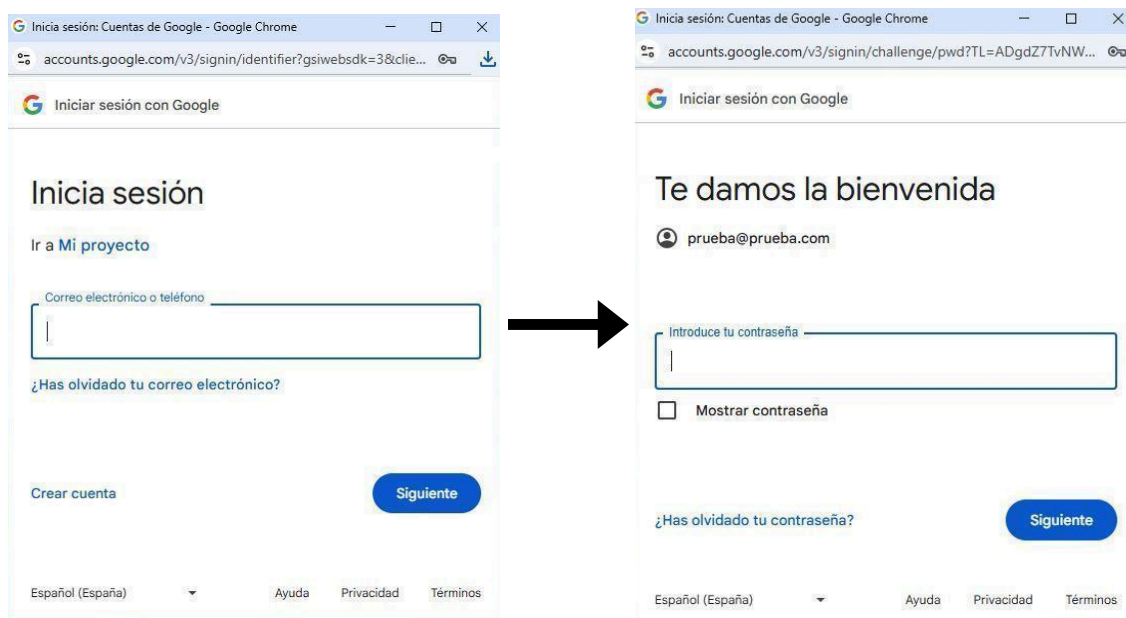 Inicia sesión: Cuentas de Google - Google Chrome
accounts.google.com/v3/signin/identifier?gsiwebsdk=3&clie...
Iniciar sesión con Google
Inicia sesión
Ir a Mi proyecto
Correo electrónico o teléfono
¿Has olvidado tu correo electrónico?
Crear cuenta
Siguiente
Español (España)
Ayuda
Privacidad
Términos
Inicia sesión: Cuentas de Google - Google Chrome
accounts.google.com/v3/signin/challenge/pwd?TL=ADgdZ7TvNW...
Iniciar sesión con Google
Te damos la bienvenida
prueba@prueba.com
Introduce tu contraseña
Mostrar contraseña
¿Has olvidado tu contraseña?
Siguiente
Español (España)
Ayuda
Privacidad
Términos